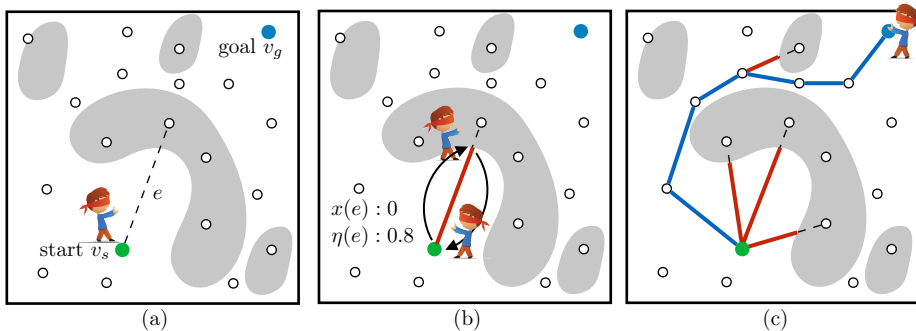 goal v_g
e
start v_s
(a)
x(e) : 0
η(e) : 0.8
(b)
(c)